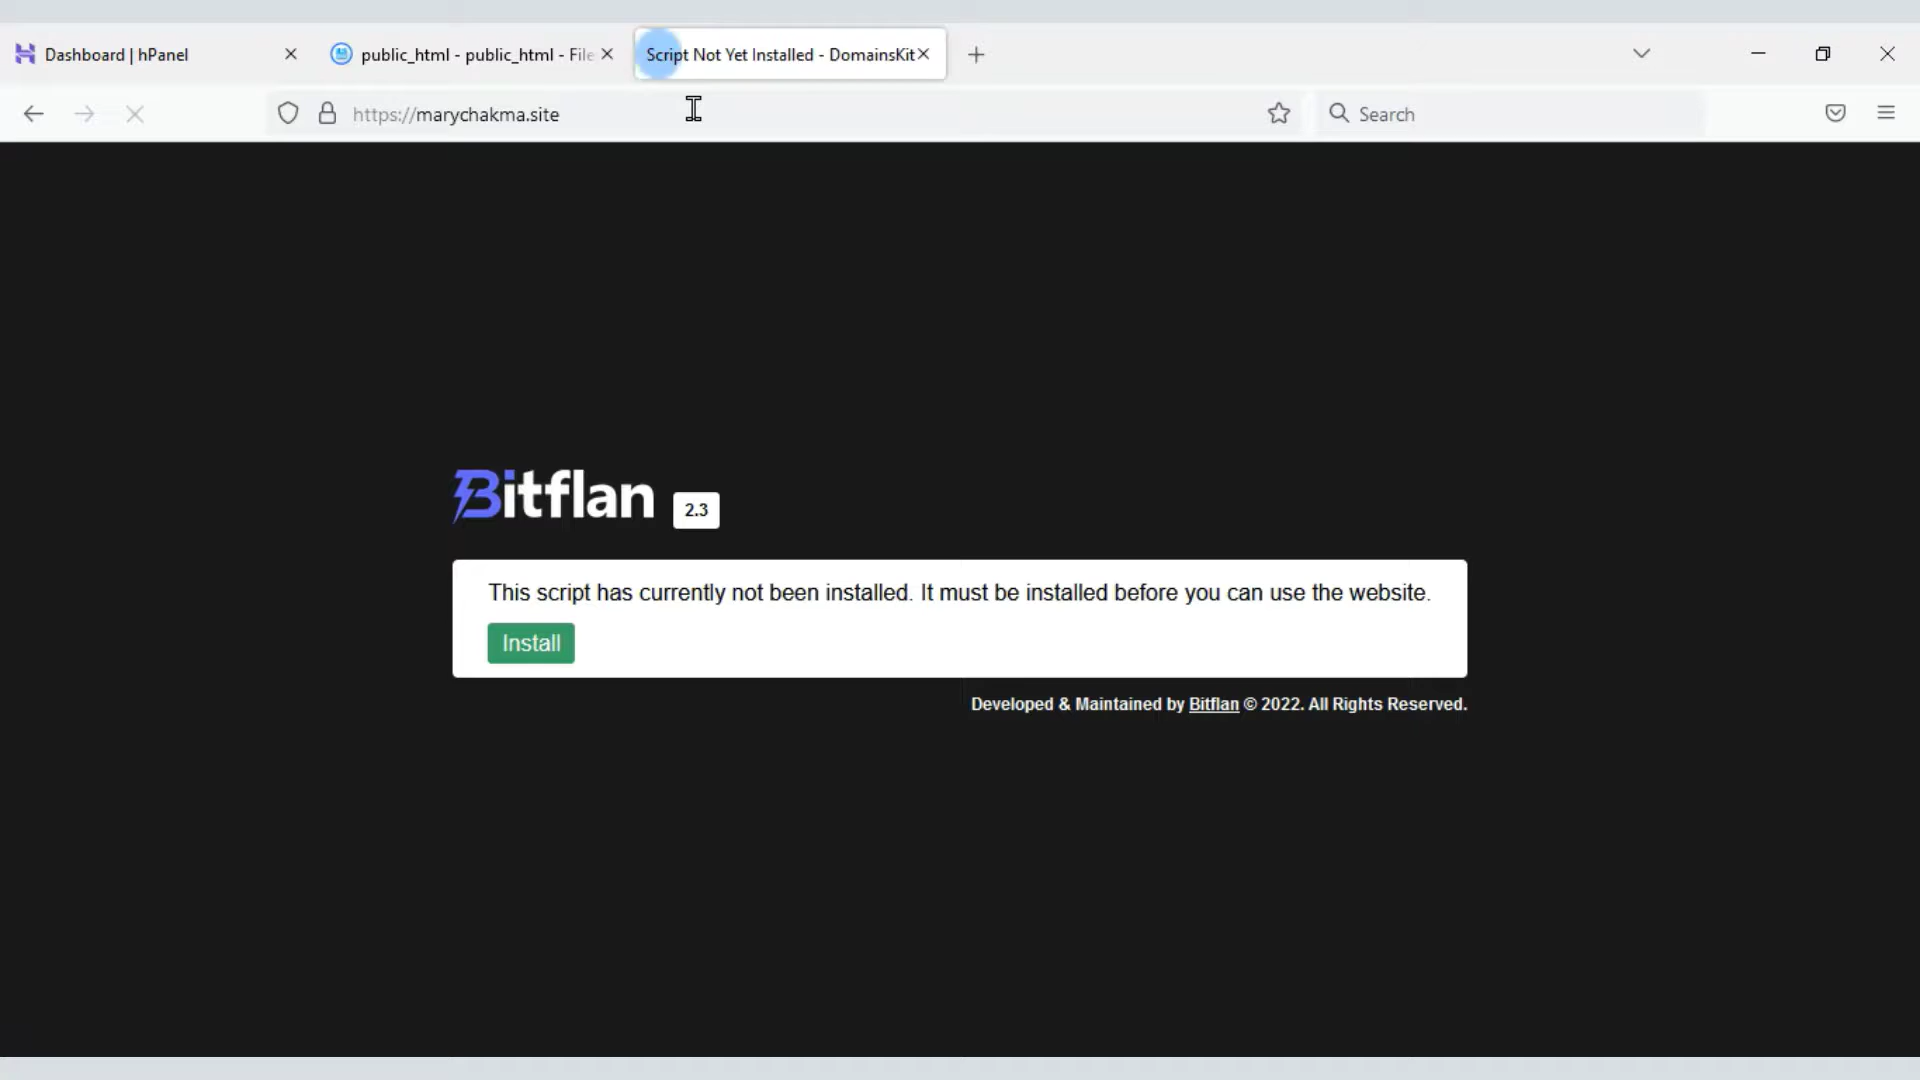 Dashboard | hPanel
public_html - public_html - File
Script Not Yet Installed - DomainsKit
https://marychakma.site
Search
Bitflan
2.3
This script has currently not been installed. It must be installed before you can use the website.
Install
Developed & Maintained by Bitflan © 2022. All Rights Reserved.